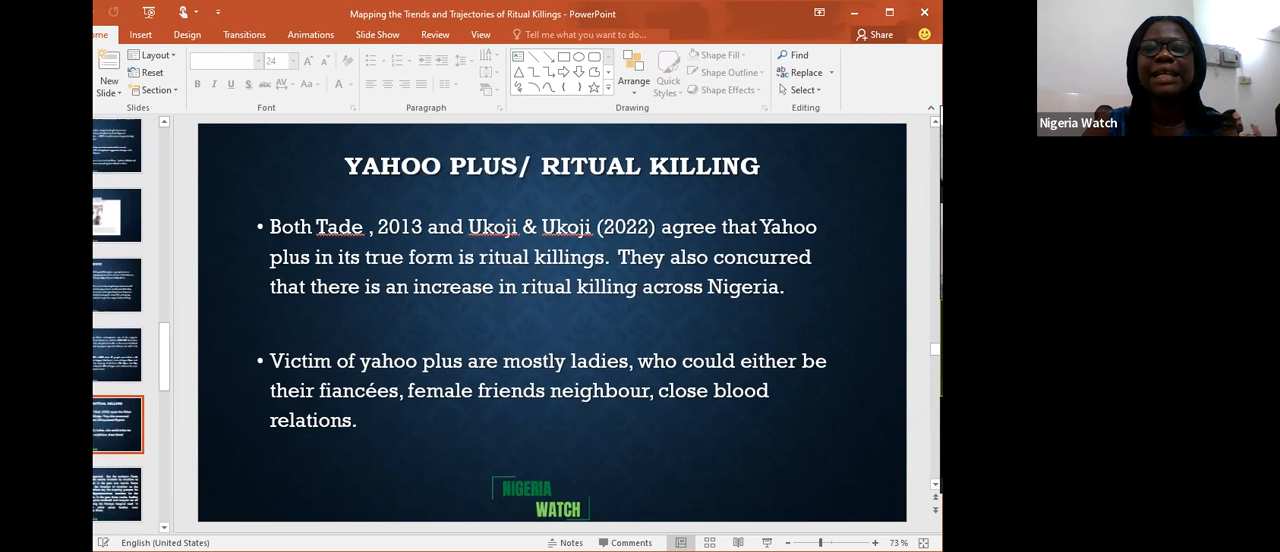 Mapping the Trends and Trajectories of Ritual Killings - PowerPoint
Insert Design Transitions Animations Slide Show Review View Tell me what you want to do... Share
New Slide
Layout
Reset
Section
Slides
24
Font
Paragraph
Arrange
Quick Styles
Shape Fill
Shape Outline
Shape Effects
Drawing
Find
Replace
Select
Editing
Nigeria Watch
YAHOO PLUS/ RITUAL KILLING
• Both Tade , 2013 and Ukoji & Ukoji (2022) agree that Yahoo
plus in its true form is ritual killings. They also concurred
that there is an increase in ritual killing across Nigeria.
• Victim of yahoo plus are mostly ladies, who could either be
their fiancées, female friends neighbour, close blood
relations.
NIGERIA
WATCH
English (United States) Notes Comments 73 %